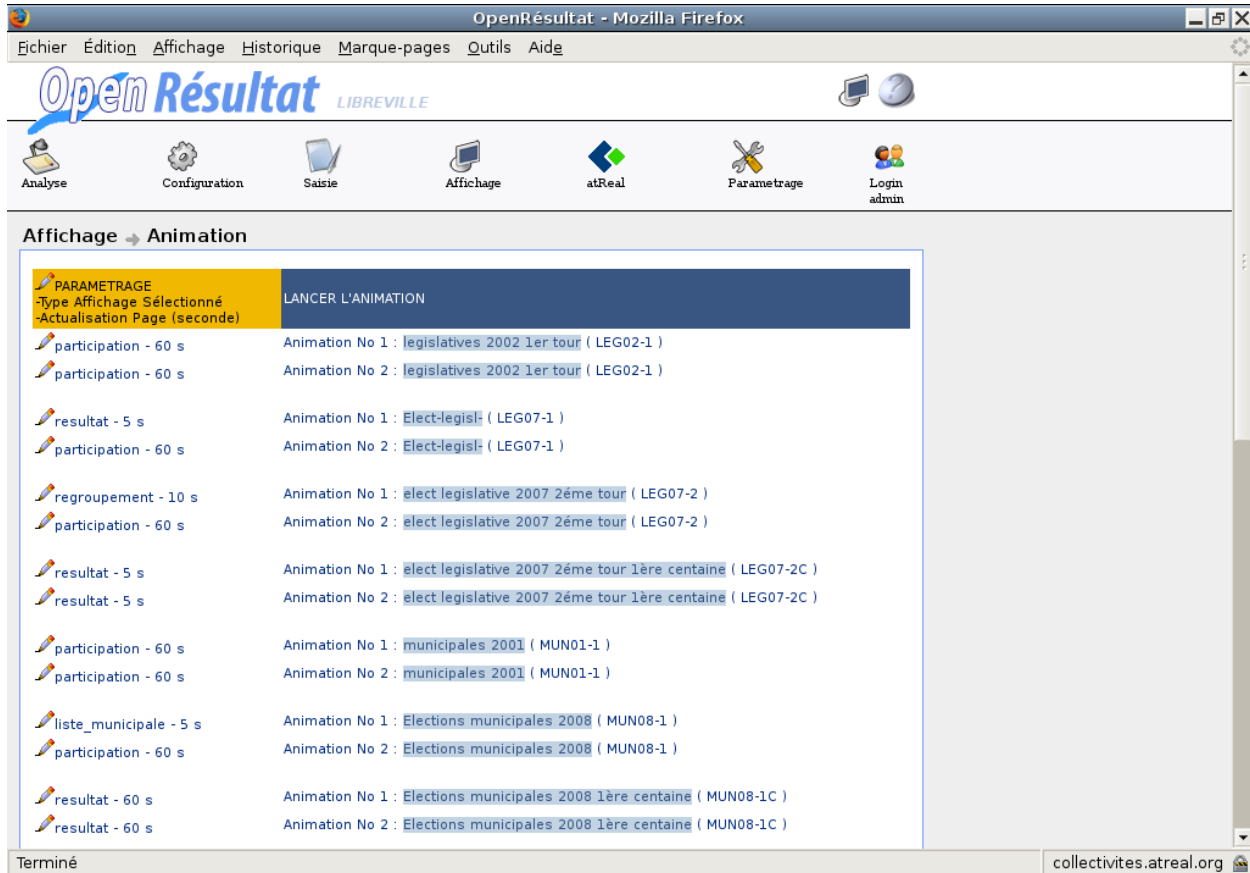 OpenRésultat - Mozilla Firefox
Fichier Édition Affichage Historique Marque-pages Outils Aide
Open Résultat LIBREVILLE
Analyse Configuration Saisie Affichage atReal Parametrage Login
admin
Affichage Animation
PARAMETRAGE
-Type Affichage Sélectionné
-Actualisation Page (seconde)
LANCER L'ANIMATION
participation - 60 s Animation No 1 : legislatives 2002 1er tour ( LEG02-1 )
participation - 60 s Animation No 2 : legislatives 2002 1er tour ( LEG02-1 )
resultat - 5 s Animation No 1 : Elect-legisl- ( LEG07-1 )
participation - 60 s Animation No 2 : Elect-legisl- ( LEG07-1 )
regroupement - 10 s Animation No 1 : elect legislative 2007 2éme tour ( LEG07-2 )
participation - 60 s Animation No 2 : elect legislative 2007 2éme tour ( LEG07-2 )
resultat - 5 s Animation No 1 : elect legislative 2007 2éme tour 1ère centaine ( LEG07-2C )
resultat - 5 s Animation No 2 : elect legislative 2007 2éme tour 1ère centaine ( LEG07-2C )
participation - 60 s Animation No 1 : municipales 2001 ( MUN01-1 )
participation - 60 s Animation No 2 : municipales 2001 ( MUN01-1 )
liste_municipale - 5 s Animation No 1 : Elections municipales 2008 ( MUN08-1 )
participation - 60 s Animation No 2 : Elections municipales 2008 ( MUN08-1 )
resultat - 60 s Animation No 1 : Elections municipales 2008 1ère centaine ( MUN08-1C )
resultat - 60 s Animation No 2 : Elections municipales 2008 1ère centaine ( MUN08-1C )
Terminé collectivites.atreal.org